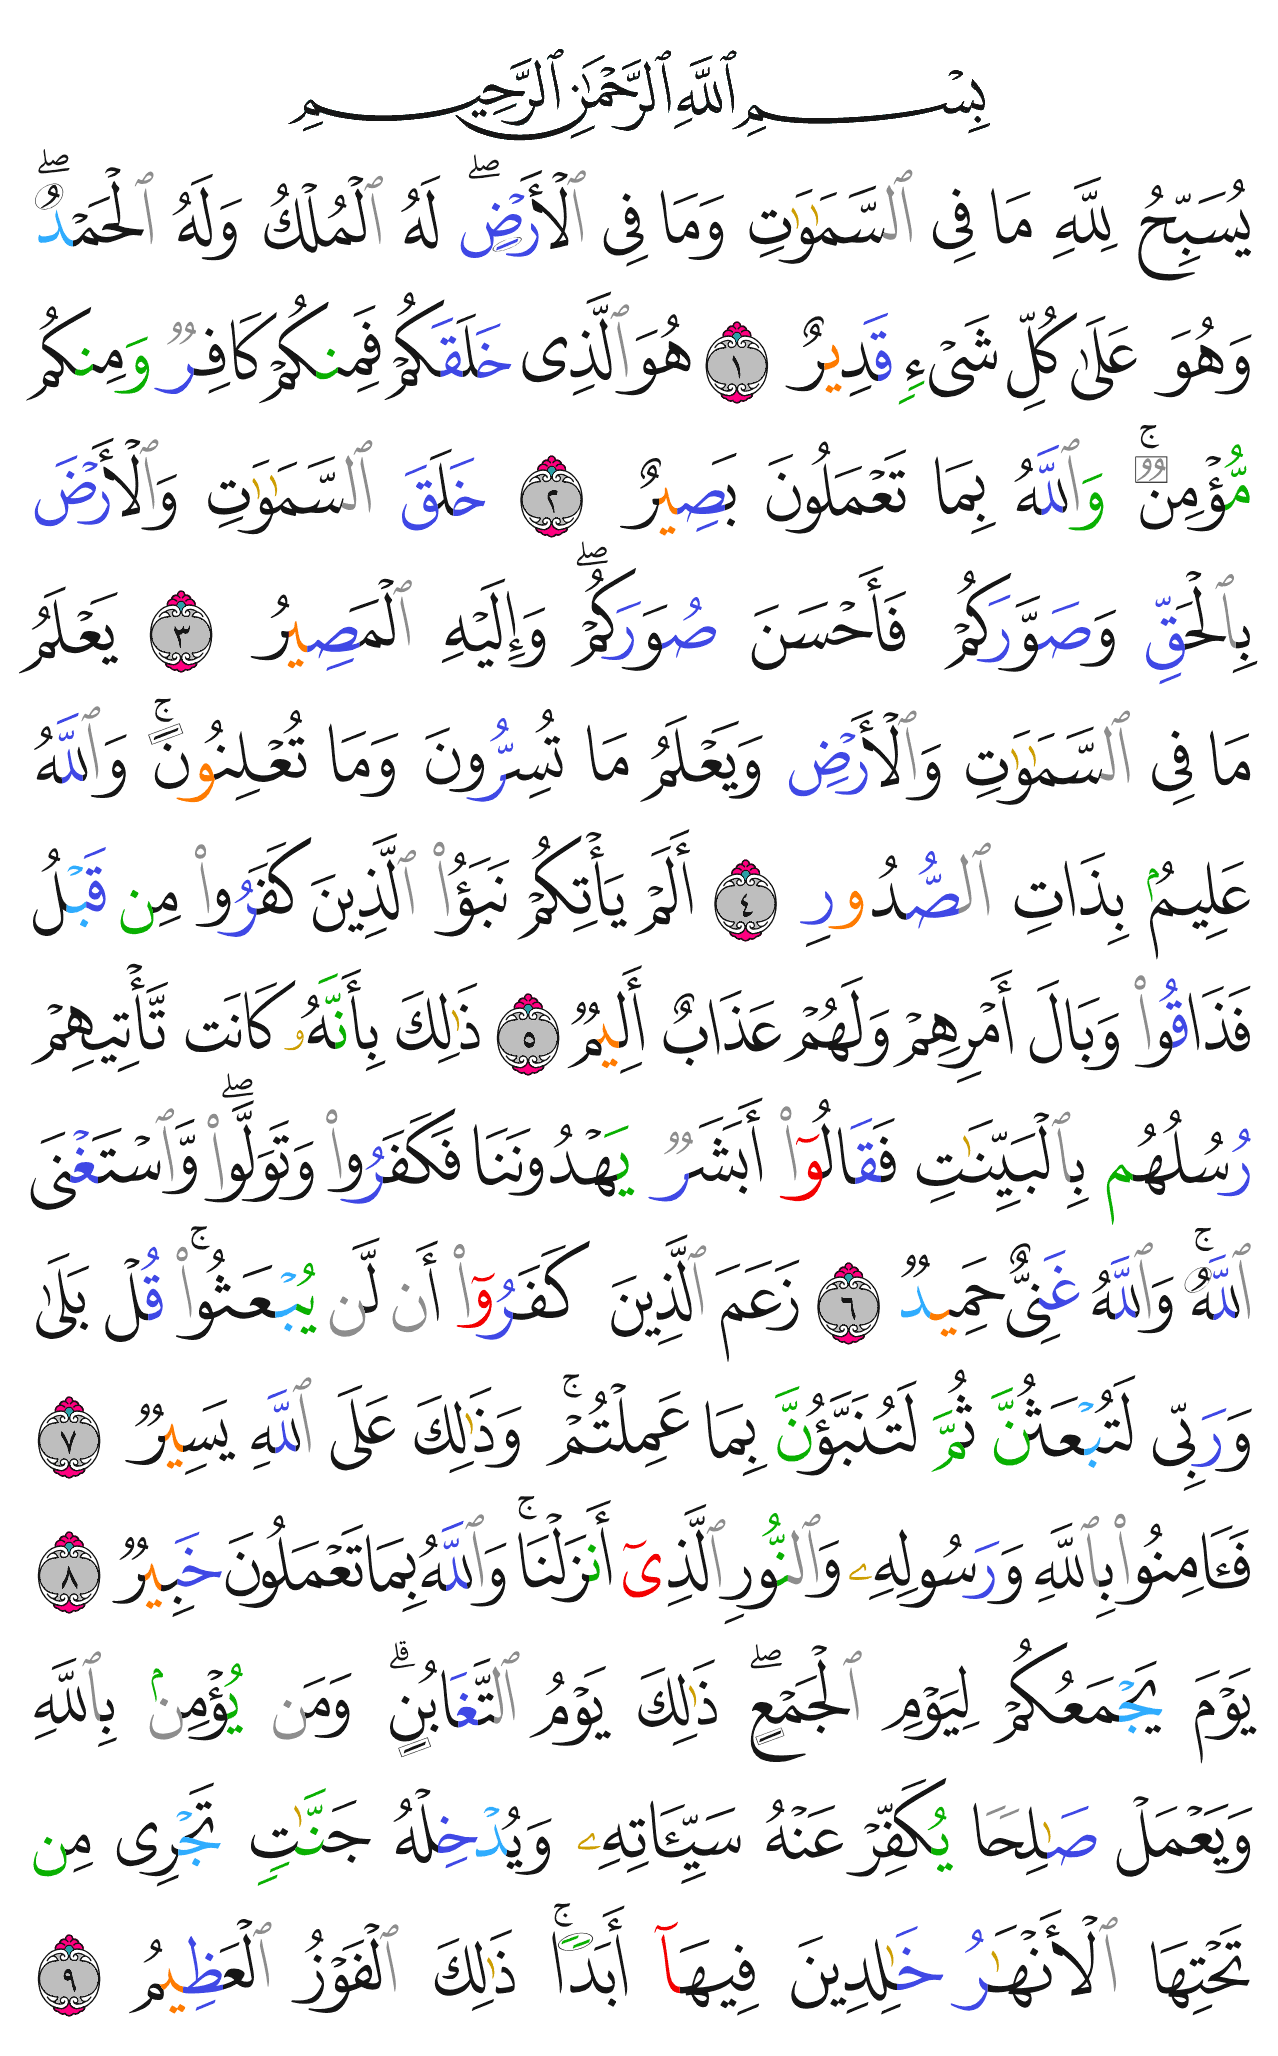 بِسْمِ ٱللَّهِ ٱلرَّحْمَٰنِ ٱلرَّحِيمِ
يُسَبِّحُ لِلَّهِ مَا فِى ٱلسَّمَٰوَٰتِ وَمَا فِى ٱلْأَرْضِ ۖ لَهُ ٱلْمُلْكُ وَلَهُ ٱلْحَمْدُ ۖ
وَهُوَ عَلَىٰ كُلِّ شَىْءٍ قَدِيرٌ ١ هُوَ ٱلَّذِى خَلَقَكُمْ فَمِنكُمْ كَافِرٌ وَمِنكُم
مُّؤْمِنٌ ۚ وَٱللَّهُ بِمَا تَعْمَلُونَ بَصِيرٌ ٢ خَلَقَ ٱلسَّمَٰوَٰتِ وَٱلْأَرْضَ
بِٱلْحَقِّ وَصَوَّرَكُمْ فَأَحْسَنَ صُوَرَكُمْ ۖ وَإِلَيْهِ ٱلْمَصِيرُ ٣ يَعْلَمُ
مَا فِى ٱلسَّمَٰوَٰتِ وَٱلْأَرْضِ وَيَعْلَمُ مَا تُسِرُّونَ وَمَا تُعْلِنُونَ ۚ وَٱللَّهُ
عَلِيمٌۢ بِذَاتِ ٱلصُّدُورِ ٤ أَلَمْ يَأْتِكُمْ نَبَؤُا۟ ٱلَّذِينَ كَفَرُوا۟ مِن قَبْلُ
فَذَاقُوا۟ وَبَالَ أَمْرِهِمْ وَلَهُمْ عَذَابٌ أَلِيمٌ ٥ ذَٰلِكَ بِأَنَّهُۥ كَانَت تَّأْتِيهِمْ
رُسُلُهُم بِٱلْبَيِّنَٰتِ فَقَالُوٓا۟ أَبَشَرٌ يَهْدُونَنَا فَكَفَرُوا۟ وَتَوَلَّوا۟ ۖ وَّٱسْتَغْنَى
ٱللَّهُ ۚ وَٱللَّهُ غَنِىٌّ حَمِيدٌ ٦ زَعَمَ ٱلَّذِينَ كَفَرُوٓا۟ أَن لَّن يُبْعَثُوا۟ ۚ قُلْ بَلَىٰ
وَرَبِّى لَتُبْعَثُنَّ ثُمَّ لَتُنَبَّؤُنَّ بِمَا عَمِلْتُمْ ۚ وَذَٰلِكَ عَلَى ٱللَّهِ يَسِيرٌ ٧
فَـَٔامِنُوا۟ بِٱللَّهِ وَرَسُولِهِۦ وَٱلنُّورِ ٱلَّذِىٓ أَنزَلْنَا ۚ وَٱللَّهُ بِمَا تَعْمَلُونَ خَبِيرٌ ٨
يَوْمَ يَجْمَعُكُمْ لِيَوْمِ ٱلْجَمْعِ ۖ ذَٰلِكَ يَوْمُ ٱلتَّغَابُنِ ۗ وَمَن يُؤْمِنۢ بِٱللَّهِ
وَيَعْمَلْ صَٰلِحًا يُكَفِّرْ عَنْهُ سَيِّـَٔاتِهِۦ وَيُدْخِلْهُ جَنَّٰتٍ تَجْرِى مِن
تَحْتِهَا ٱلْأَنْهَٰرُ خَٰلِدِينَ فِيهَآ أَبَدًا ۚ ذَٰلِكَ ٱلْفَوْزُ ٱلْعَظِيمُ ٩